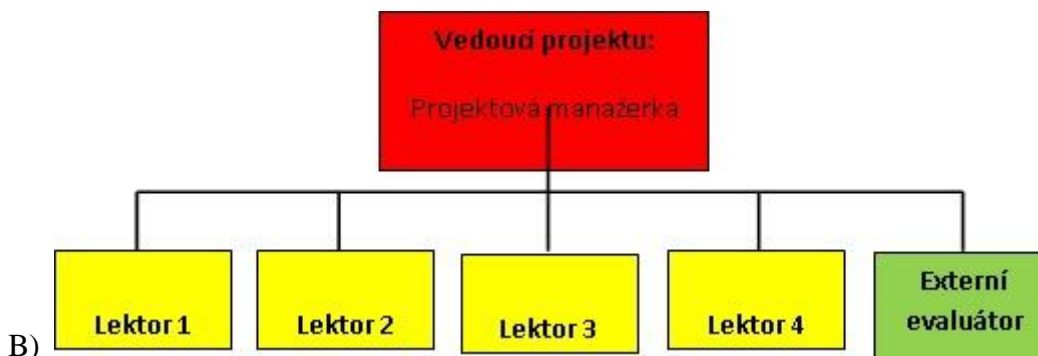 Vedoucí projektu:
Projektová manažerka
Lektor 1
Lektor 2
Lektor 3
Lektor 4
Externí
evaluátor
B)